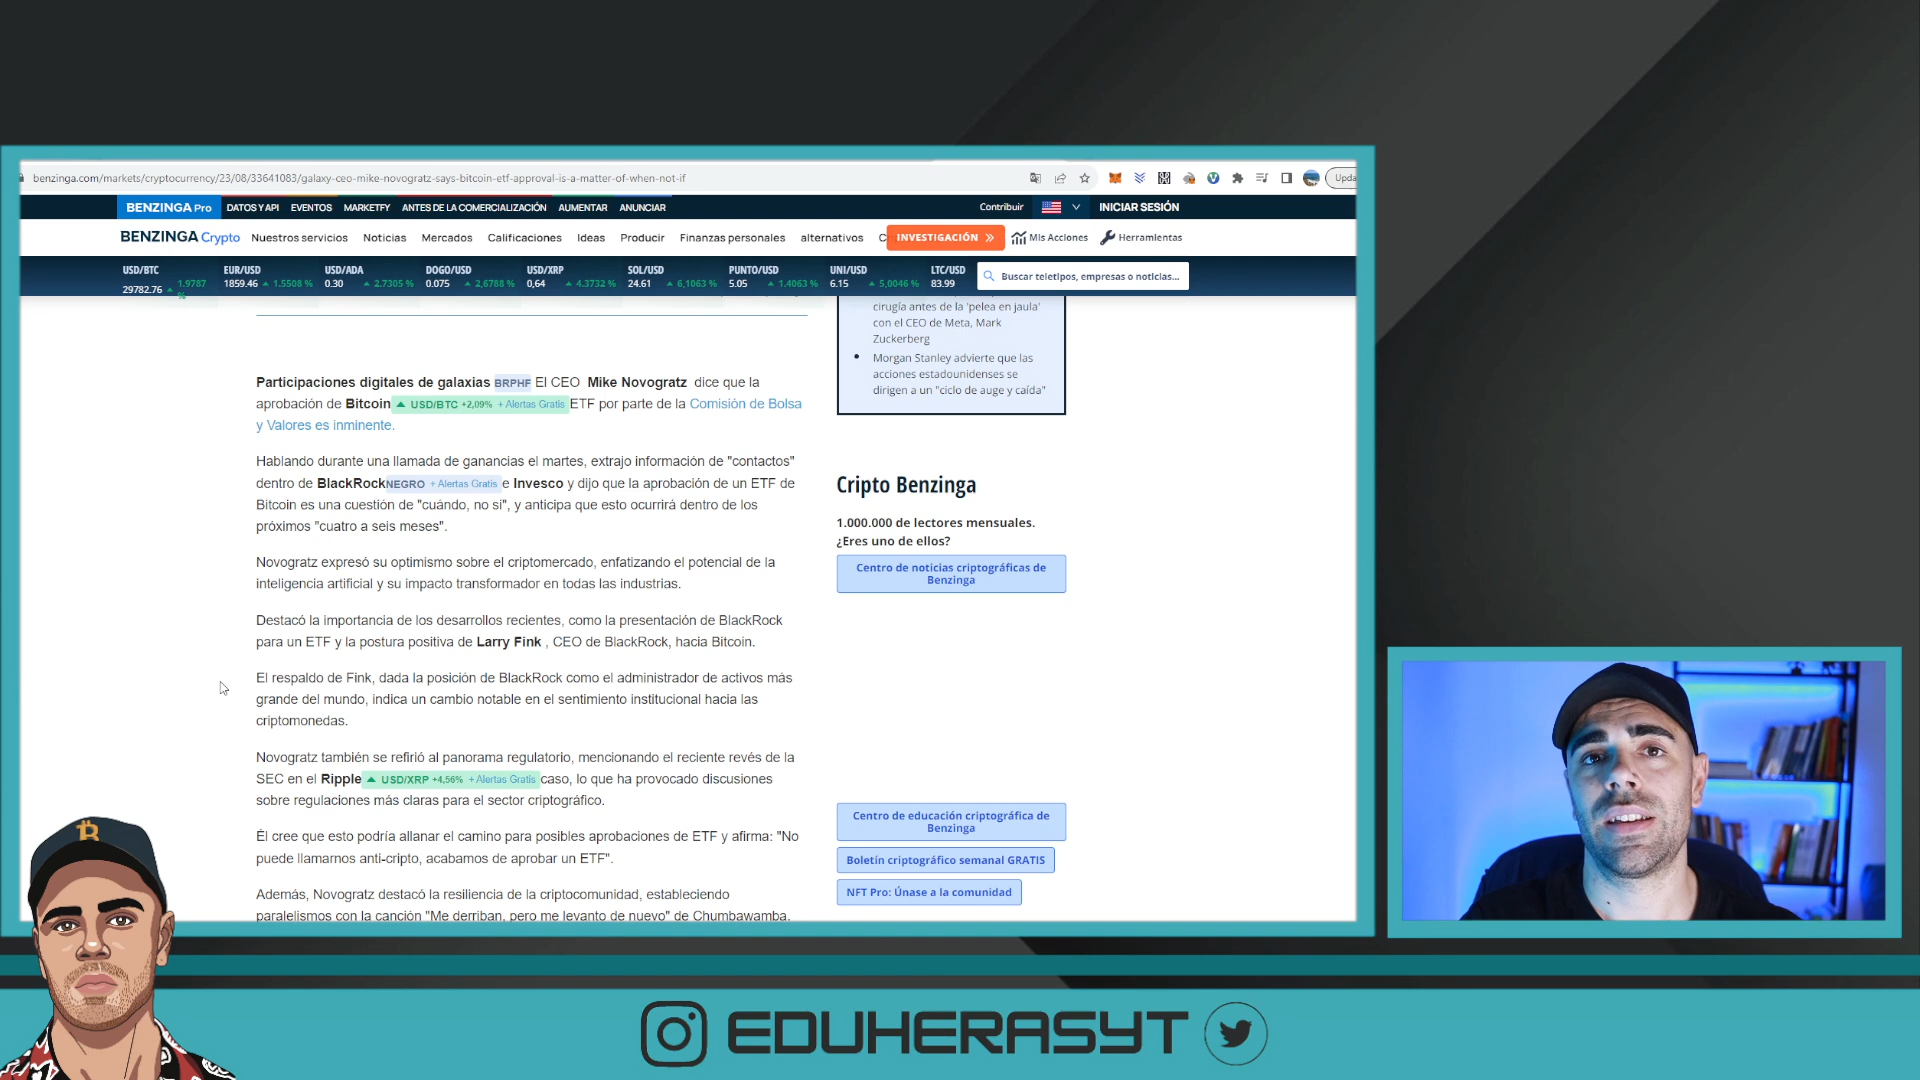 benzinga.com/markets/cryptocurrency/23/08/33641083/galaxy-ceo-mike-novogratz-says-bitcoin-etf-approval-is-a-matter-of-when-not-if
Upda
BENZINGA Pro DATOS Y API EVENTOS MARKETFY ANTES DE LA COMERCIALIZACIÓN AUMENTAR ANUNCIAR Contribuir INICIAR SESIÓN
BENZINGA Crypto Nuestros servicios Noticias Mercados Calificaciones Ideas Producir Finanzas personales alternativos C INVESTIGACIÓN Mis Acciones Herramientas
USD/BTC EUR/USD USD/ADA DOGO/USD USD/XRP SOL/USD PUNTO/USD UNI/USD LTC/USD
29782.76 1.9787 % 1859.46 1.5508 % 0.30 2.7305 % 0.075 2,6788 % 0,64 4.3732 % 24.61 6,1063 % 5.05 1.4063 % 6.15 5,0046 % 83.99
Buscar teletipos, empresas o noticias...
Participaciones digitales de galaxias BRPHF El CEO Mike Novogratz dice que la
aprobación de Bitcoin USD/BTC +2,09% + Alertas Gratis ETF por parte de la Comisión de Bolsa
y Valores es inminente.
Hablando durante una llamada de ganancias el martes, extrajo información de "contactos"
dentro de BlackRock NEGRO + Alertas Gratis e Invesco y dijo que la aprobación de un ETF de
Bitcoin es una cuestión de "cuándo, no si", y anticipa que esto ocurrirá dentro de los
próximos "cuatro a seis meses".
Novogratz expresó su optimismo sobre el criptomercado, enfatizando el potencial de la
inteligencia artificial y su impacto transformador en todas las industrias.
Destacó la importancia de los desarrollos recientes, como la presentación de BlackRock
para un ETF y la postura positiva de Larry Fink , CEO de BlackRock, hacia Bitcoin.
El respaldo de Fink, dada la posición de BlackRock como el administrador de activos más
grande del mundo, indica un cambio notable en el sentimiento institucional hacia las
criptomonedas.
Novogratz también se refirió al panorama regulatorio, mencionando el reciente revés de la
SEC en el Ripple USD/XRP +4,56% + Alertas Gratis caso, lo que ha provocado discusiones
sobre regulaciones más claras para el sector criptográfico.
Él cree que esto podría allanar el camino para posibles aprobaciones de ETF y afirma: "No
puede llamarnos anti-cripto, acabamos de aprobar un ETF".
Además, Novogratz destacó la resiliencia de la criptocomunidad, estableciendo
paralelismos con la canción "Me derriban, pero me levanto de nuevo" de Chumbawamba.
cirugía antes de la 'pelea en jaula'
con el CEO de Meta, Mark
Zuckerberg
Morgan Stanley advierte que las
acciones estadounidenses se
dirigen a un "ciclo de auge y caída"
Cripto Benzinga
1.000.000 de lectores mensuales.
¿Eres uno de ellos?
Centro de noticias criptográficas de
Benzinga
Centro de educación criptográfica de
Benzinga
Boletín criptográfico semanal GRATIS
NFT Pro: Únase a la comunidad
EDUHERASYT